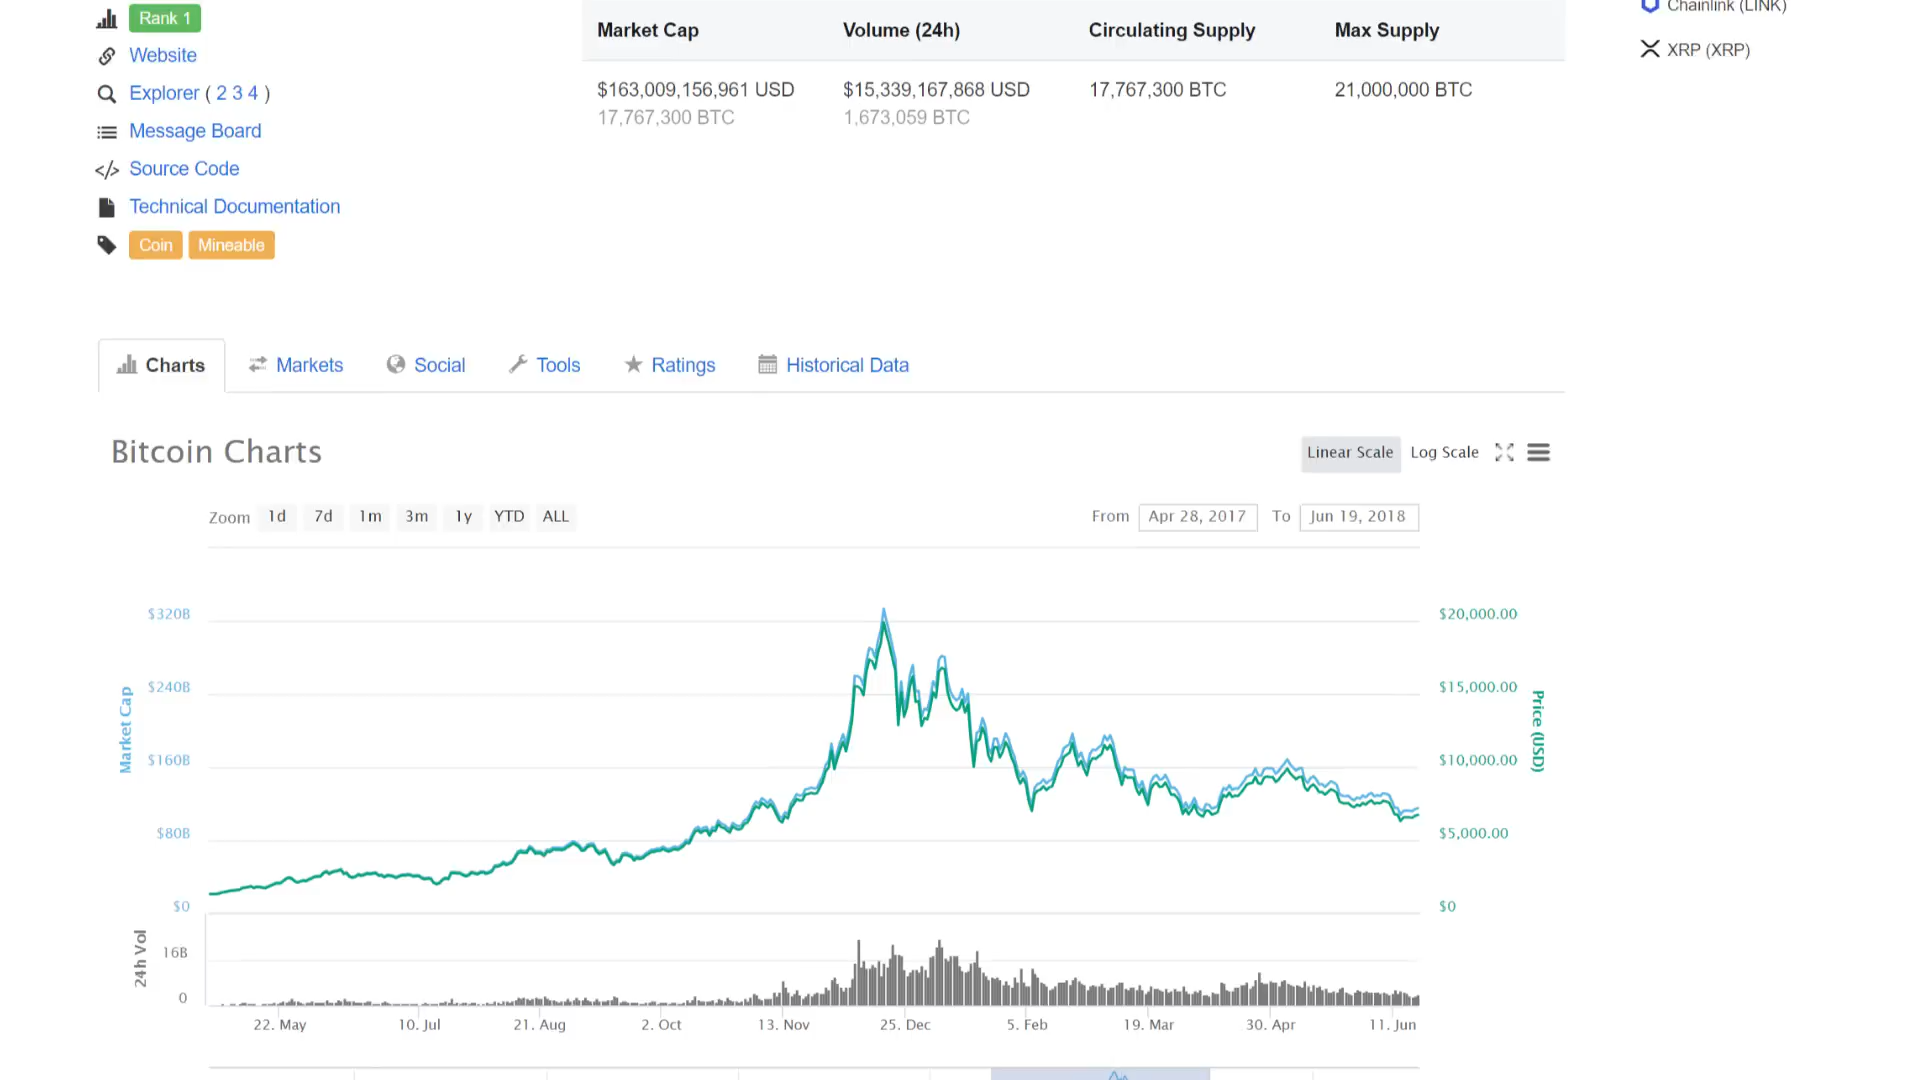 Rank 1
Website
Explorer ( 2 3 4 )
Message Board
Source Code
Technical Documentation
Coin Mineable
Market Cap Volume (24h) Circulating Supply Max Supply
$163,009,156,961 USD $15,339,167,868 USD 17,767,300 BTC 21,000,000 BTC
17,767,300 BTC 1,673,059 BTC
Chainlink (LINK)
XRP (XRP)
Charts Markets Social Tools Ratings Historical Data
Bitcoin Charts
Linear Scale Log Scale
Zoom 1d 7d 1m 3m 1y YTD ALL
From Apr 28, 2017 To Jun 19, 2018
Market Cap
$320B
$240B
$160B
$80B
$0
$20,000.00
$15,000.00
$10,000.00
$5,000.00
$0
Price (USD)
24h Vol
16B
0
22. May 10. Jul 21. Aug 2. Oct 13. Nov 25. Dec 5. Feb 19. Mar 30. Apr 11. Jun